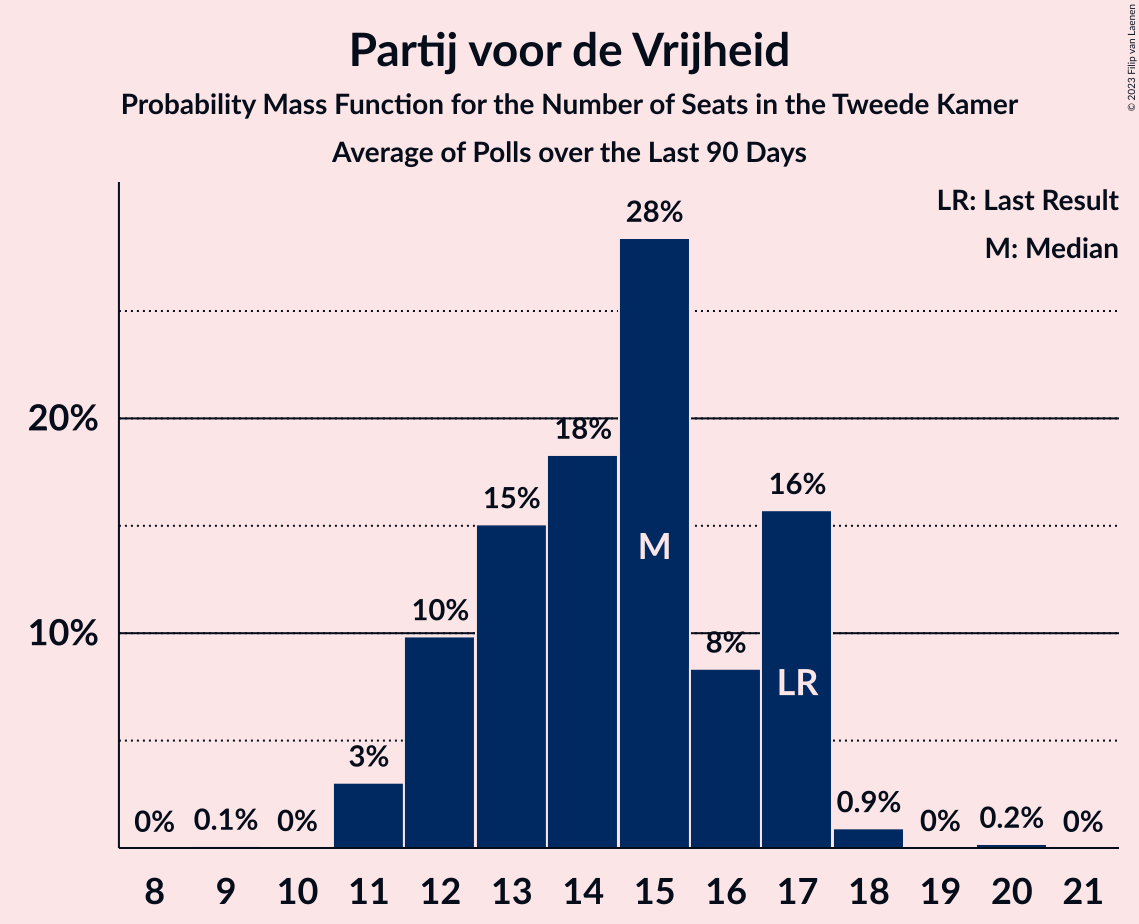 Partij voor de Vrijheid
Probability Mass Function for the Number of Seats in the Tweede Kamer
Average of Polls over the Last 90 Days
© 2023 Filip van Laenen
LR: Last Result
M: Median
20%
10%
0%
0.1%
0%
3%
10%
15%
18%
28%
8%
16%
0.9%
0%
0.2%
0%
M
LR
8 9 10 11 12 13 14 15 16 17 18 19 20 21